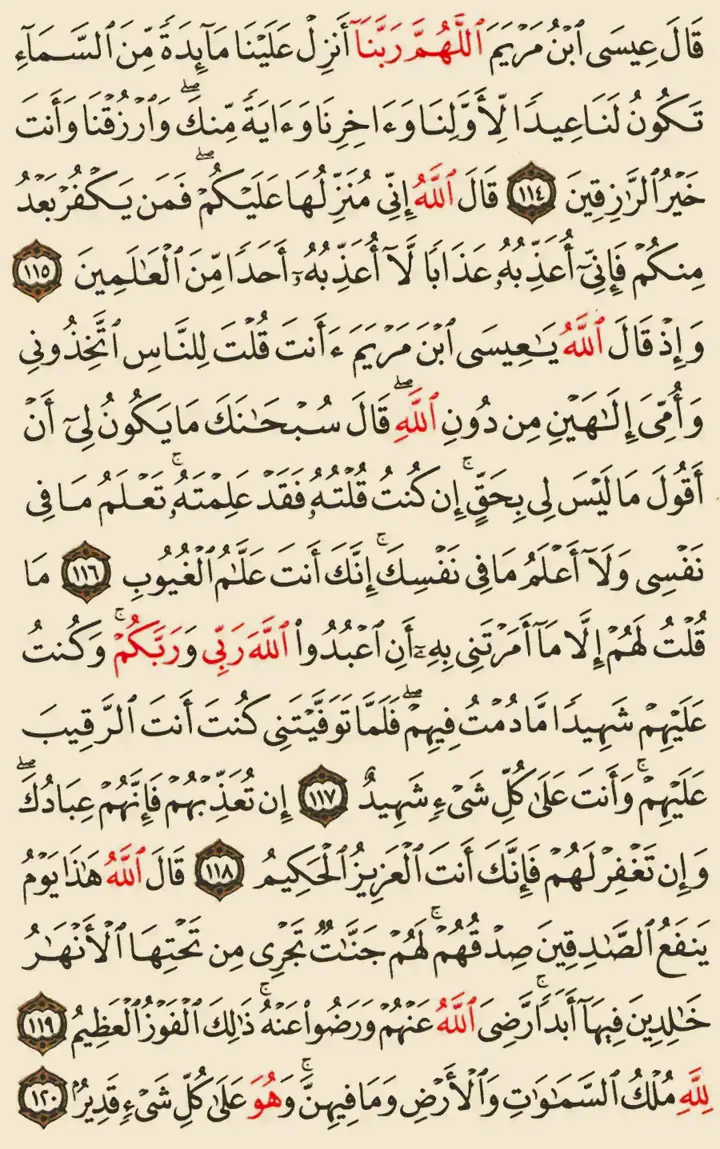 قَالَ عِيسَى ٱبۡنُ مَرۡيَمَ ٱللَّهُمَّ رَبَّنَآ أَنزِلۡ عَلَيۡنَا مَآئِدَةٗ مِّنَ ٱلسَّمَآءِ
تَكُونُ لَنَا عِيدٗا لِّأَوَّلِنَا وَءَاخِرِنَا وَءَايَةٗ مِّنكَۖ وَٱرۡزُقۡنَا وَأَنتَ
خَيۡرُ ٱلرَّٰزِقِينَ ١١٤ قَالَ ٱللَّهُ إِنِّي مُنَزِّلُهَا عَلَيۡكُمۡۖ فَمَن يَكۡفُرۡ بَعۡدُ
مِنكُمۡ فَإِنِّيٓ أُعَذِّبُهُۥ عَذَابٗا لَّآ أُعَذِّبُهُۥٓ أَحَدٗا مِّنَ ٱلۡعَٰلَمِينَ ١١٥
وَإِذۡ قَالَ ٱللَّهُ يَٰعِيسَى ٱبۡنَ مَرۡيَمَ ءَأَنتَ قُلۡتَ لِلنَّاسِ ٱتَّخِذُونِي
وَأُمِّيَ إِلَٰهَيۡنِ مِن دُونِ ٱللَّهِۖ قَالَ سُبۡحَٰنَكَ مَا يَكُونُ لِيٓ أَنۡ
أَقُولَ مَا لَيۡسَ لِي بِحَقٍّۚ إِن كُنتُ قُلۡتُهُۥ فَقَدۡ عَلِمۡتَهُۥۚ تَعۡلَمُ مَا فِي
نَفۡسِي وَلَآ أَعۡلَمُ مَا فِي نَفۡسِكَۚ إِنَّكَ أَنتَ عَلَّٰمُ ٱلۡغُيُوبِ ١١٦ مَا
قُلۡتُ لَهُمۡ إِلَّا مَآ أَمَرۡتَنِي بِهِۦٓ أَنِ ٱعۡبُدُواْ ٱللَّهَ رَبِّي وَرَبَّكُمۡۚ وَكُنتُ
عَلَيۡهِمۡ شَهِيدٗا مَّا دُمۡتُ فِيهِمۡۖ فَلَمَّا تَوَفَّيۡتَنِي كُنتَ أَنتَ ٱلرَّقِيبَ
عَلَيۡهِمۡۚ وَأَنتَ عَلَىٰ كُلِّ شَيۡءٖ شَهِيدٌ ١١٧ إِن تُعَذِّبۡهُمۡ فَإِنَّهُمۡ عِبَادُكَۖ
وَإِن تَغۡفِرۡ لَهُمۡ فَإِنَّكَ أَنتَ ٱلۡعَزِيزُ ٱلۡحَكِيمُ ١١٨ قَالَ ٱللَّهُ هَٰذَا يَوۡمُ
يَنفَعُ ٱلصَّٰدِقِينَ صِدۡقُهُمۡۚ لَهُمۡ جَنَّٰتٞ تَجۡرِي مِن تَحۡتِهَا ٱلۡأَنۡهَٰرُ
خَٰلِدِينَ فِيهَآ أَبَدٗاۚ رَّضِيَ ٱللَّهُ عَنۡهُمۡ وَرَضُواْ عَنۡهُۚ ذَٰلِكَ ٱلۡفَوۡزُ ٱلۡعَظِيمُ ١١٩
لِلَّهِ مُلۡكُ ٱلسَّمَٰوَٰتِ وَٱلۡأَرۡضِ وَمَا فِيهِنَّۚ وَهُوَ عَلَىٰ كُلِّ شَيۡءٖ قَدِيرُۢ ١٢٠